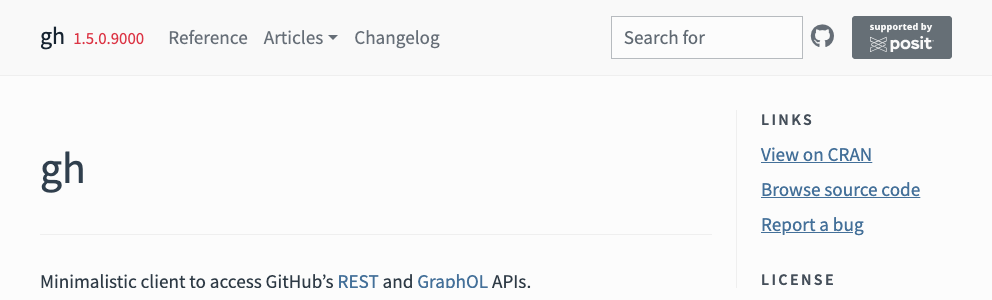 gh 1.5.0.9000 Reference Articles Changelog Search for supported by posit
LINKS
View on CRAN
gh
Browse source code
Report a bug
Minimalistic client to access GitHub's REST and GraphQL APIs.
LICENSE